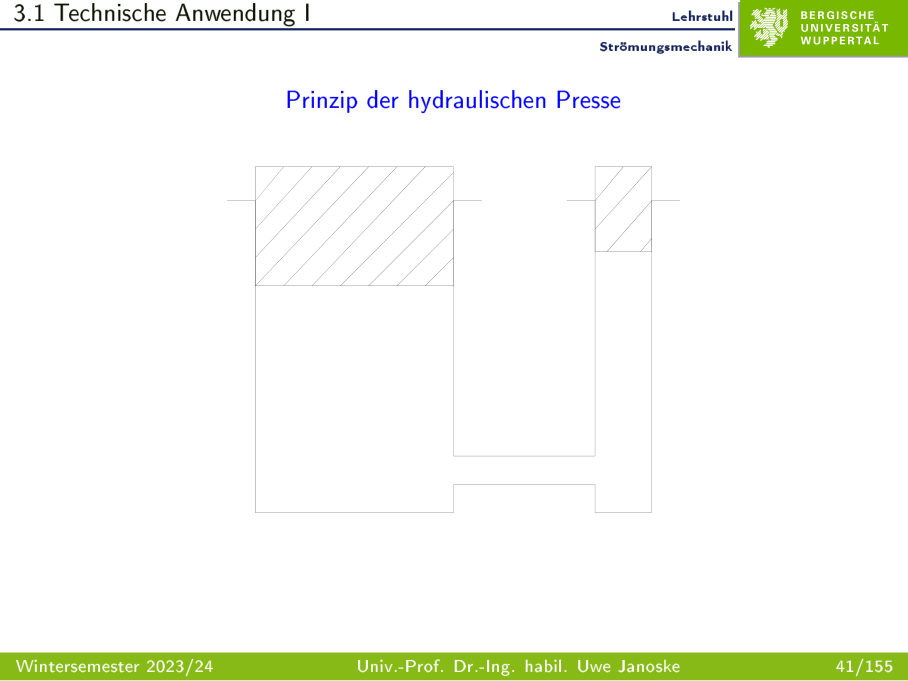 3.1 Technische Anwendung I
Lehrstuhl
Strömungsmechanik
BERGISCHE
UNIVERSITÄT
WUPPERTAL
Prinzip der hydraulischen Presse
Wintersemester 2023/24
Univ.-Prof. Dr.-Ing. habil. Uwe Janoske
41/155